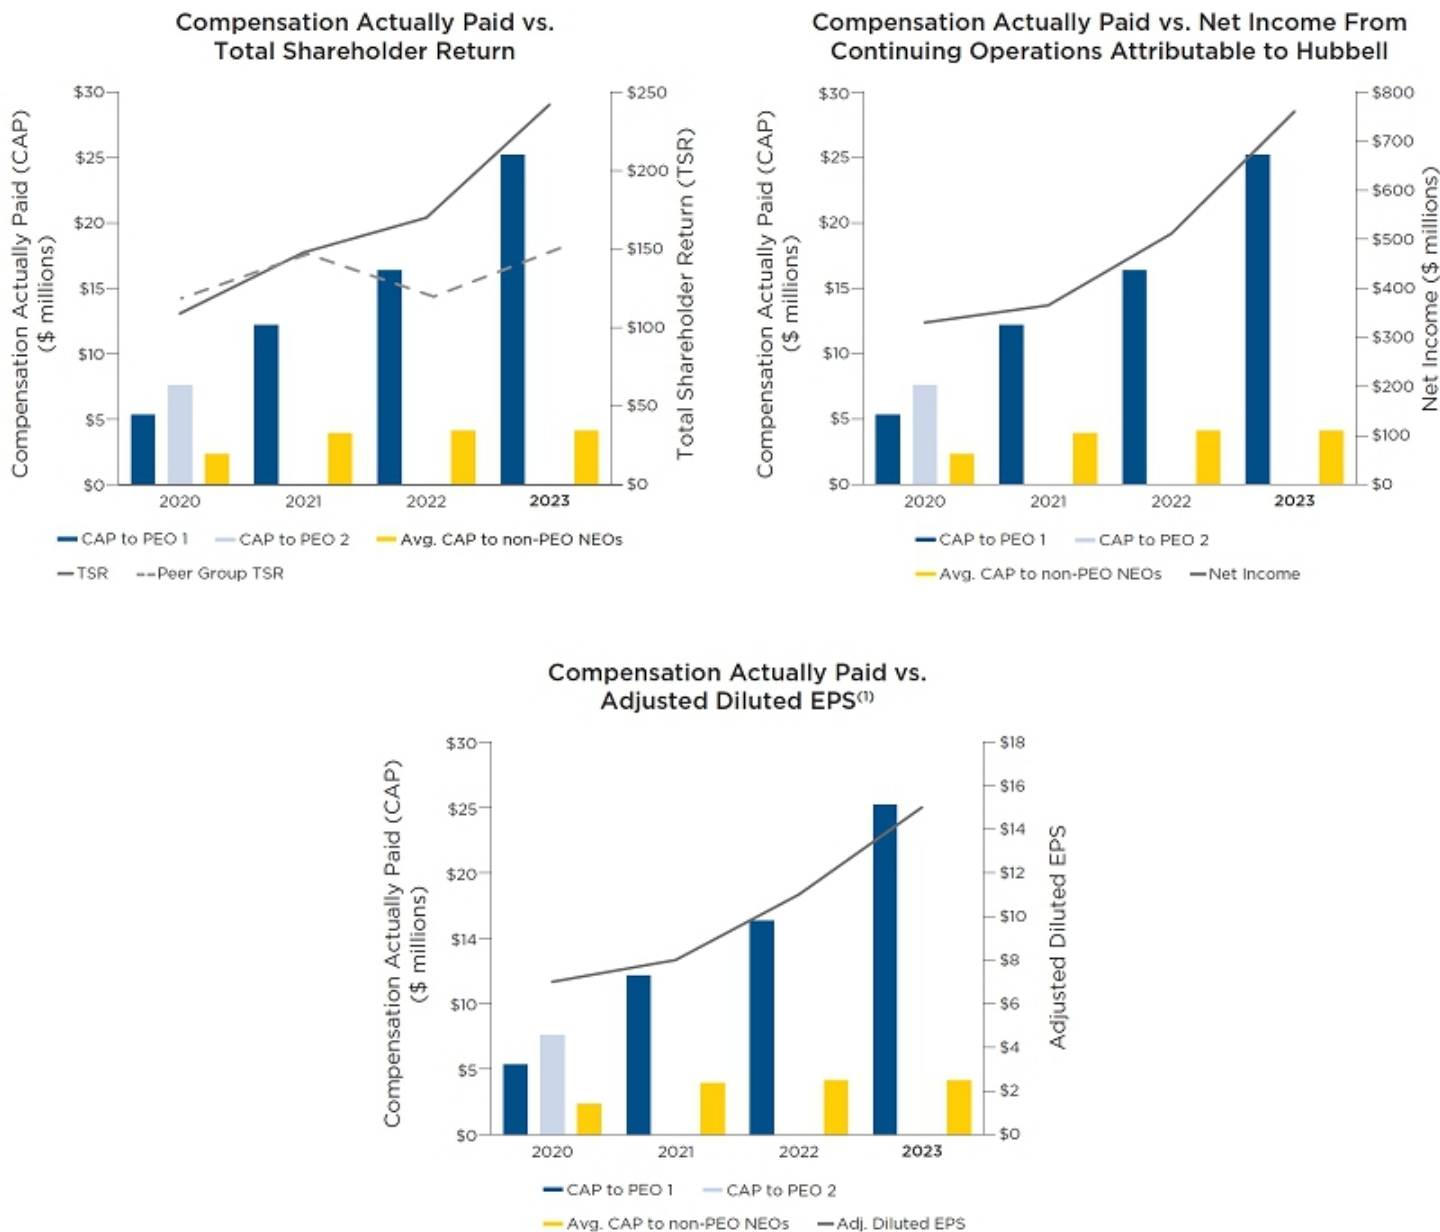 Compensation Actually Paid vs.
Total Shareholder Return
Compensation Actually Paid (CAP)
($ millions)
$30
$25
$20
$15
$10
$5
$0
$250
$200
$150
$100
$50
$0
Total Shareholder Return (TSR)
2020 2021 2022 2023
CAP to PEO 1 CAP to PEO 2 Avg. CAP to non-PEO NEOs
TSR Peer Group TSR
Compensation Actually Paid vs. Net Income From
Continuing Operations Attributable to Hubbell
Compensation Actually Paid (CAP)
($ millions)
$30
$25
$20
$15
$10
$5
$0
$800
$700
$600
$500
$400
$300
$200
$100
$0
Net Income ($ millions)
2020 2021 2022 2023
CAP to PEO 1 CAP to PEO 2
Avg. CAP to non-PEO NEOs Net Income
Compensation Actually Paid vs.
Adjusted Diluted EPS(1)
Compensation Actually Paid (CAP)
($ millions)
$30
$25
$20
$14
$10
$5
$0
$18
$16
$14
$12
$10
$8
$6
$4
$2
$0
Adjusted Diluted EPS
2020 2021 2022 2023
CAP to PEO 1 CAP to PEO 2
Avg. CAP to non-PEO NEOs Adj. Diluted EPS